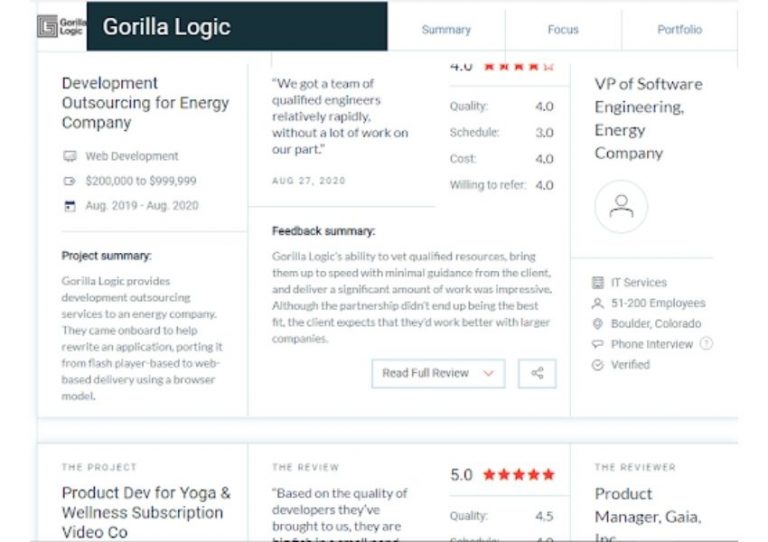 Gorilla
Logic
Gorilla Logic
Summary
Focus
Portfolio
Development
Outsourcing for Energy
Company
Web Development
$200,000 to $999,999
Aug. 2019 - Aug. 2020
Project summary:
Gorilla Logic provides
development outsourcing
services to an energy company.
They came onboard to help
rewrite an application, porting it
from flash player-based to web-
based delivery using a browser
model.
“We got a team of
qualified engineers
relatively rapidly,
without a lot of work on
our part.”
AUG 27, 2020
4.0
Quality: 4.0
Schedule: 3.0
Cost: 4.0
Willing to refer: 4.0
Feedback summary:
Gorilla Logic's ability to vet qualified resources, bring
them up to speed with minimal guidance from the client,
and deliver a significant amount of work was impressive.
Although the partnership didn't end up being the best
fit, the client expects that they'd work better with larger
companies.
Read Full Review
VP of Software
Engineering,
Energy
Company
IT Services
51-200 Employees
Boulder, Colorado
Phone Interview ?
Verified
THE PROJECT
Product Dev for Yoga &
Wellness Subscription
Video Co
THE REVIEW
“Based on the quality of
developers they've
brought to us, they are
5.0
Quality: 4.5
Schedule: 4.0
THE REVIEWER
Product
Manager, Gaia,
Inc